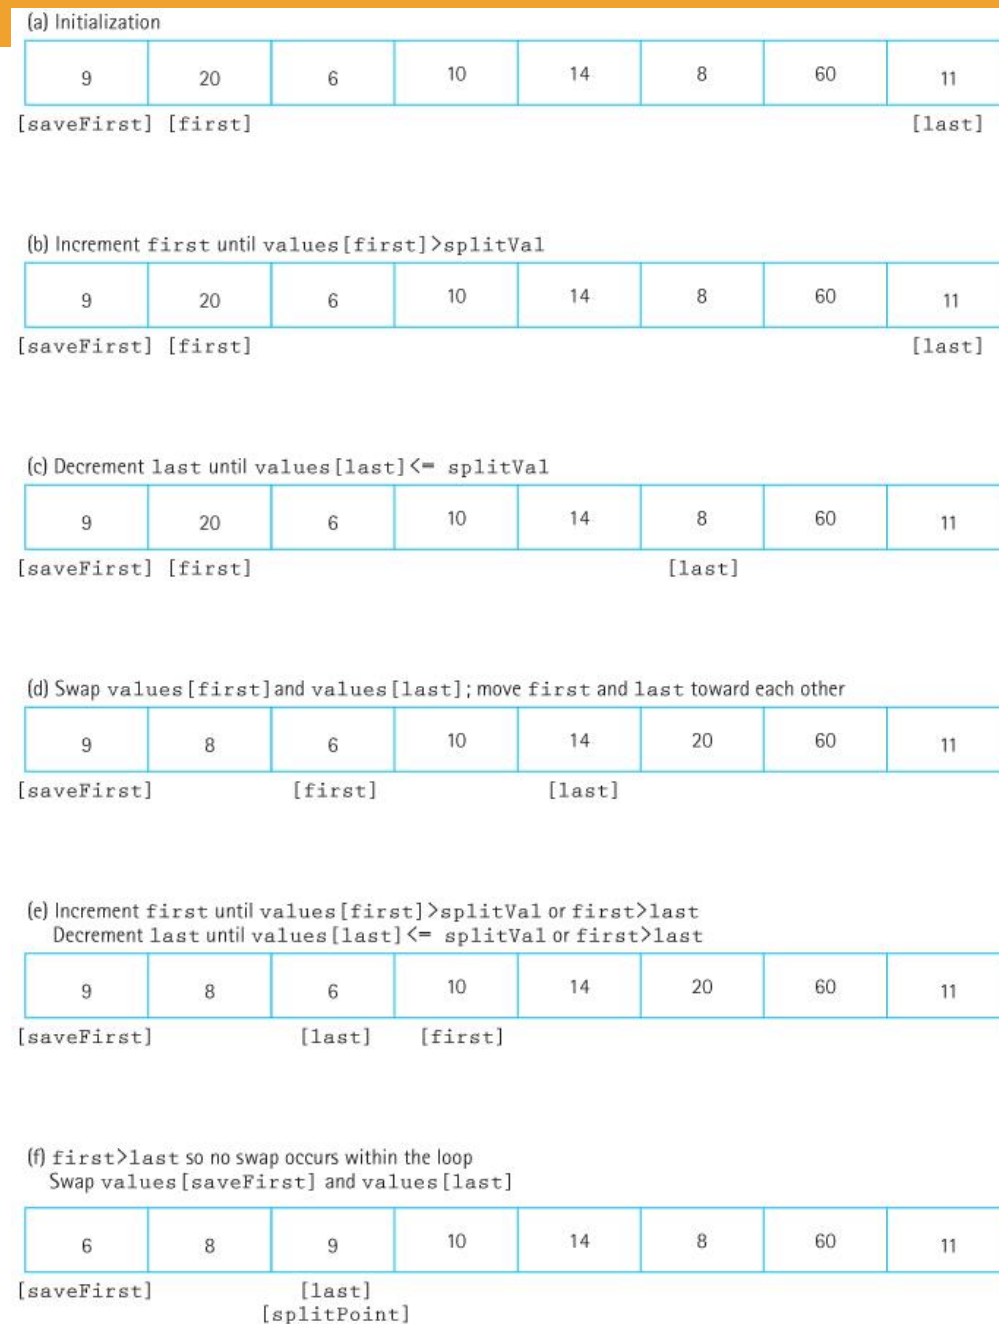 (a) Initialization
9 20 6 10 14 8 60 11
[saveFirst] [first] [last]
(b) Increment first until values[first]>splitVal
9 20 6 10 14 8 60 11
[saveFirst] [first] [last]
(c) Decrement last until values[last]<= splitVal
9 20 6 10 14 8 60 11
[saveFirst] [first] [last]
(d) Swap values[first]and values[last]; move first and last toward each other
9 8 6 10 14 20 60 11
[saveFirst] [first] [last]
(e) Increment first until values[first]>splitVal or first>last
Decrement last until values[last]<= splitVal or first>last
9 8 6 10 14 20 60 11
[saveFirst] [last] [first]
(f) first>last so no swap occurs within the loop
Swap values[saveFirst] and values[last]
6 8 9 10 14 8 60 11
[saveFirst] [last]
[splitPoint]